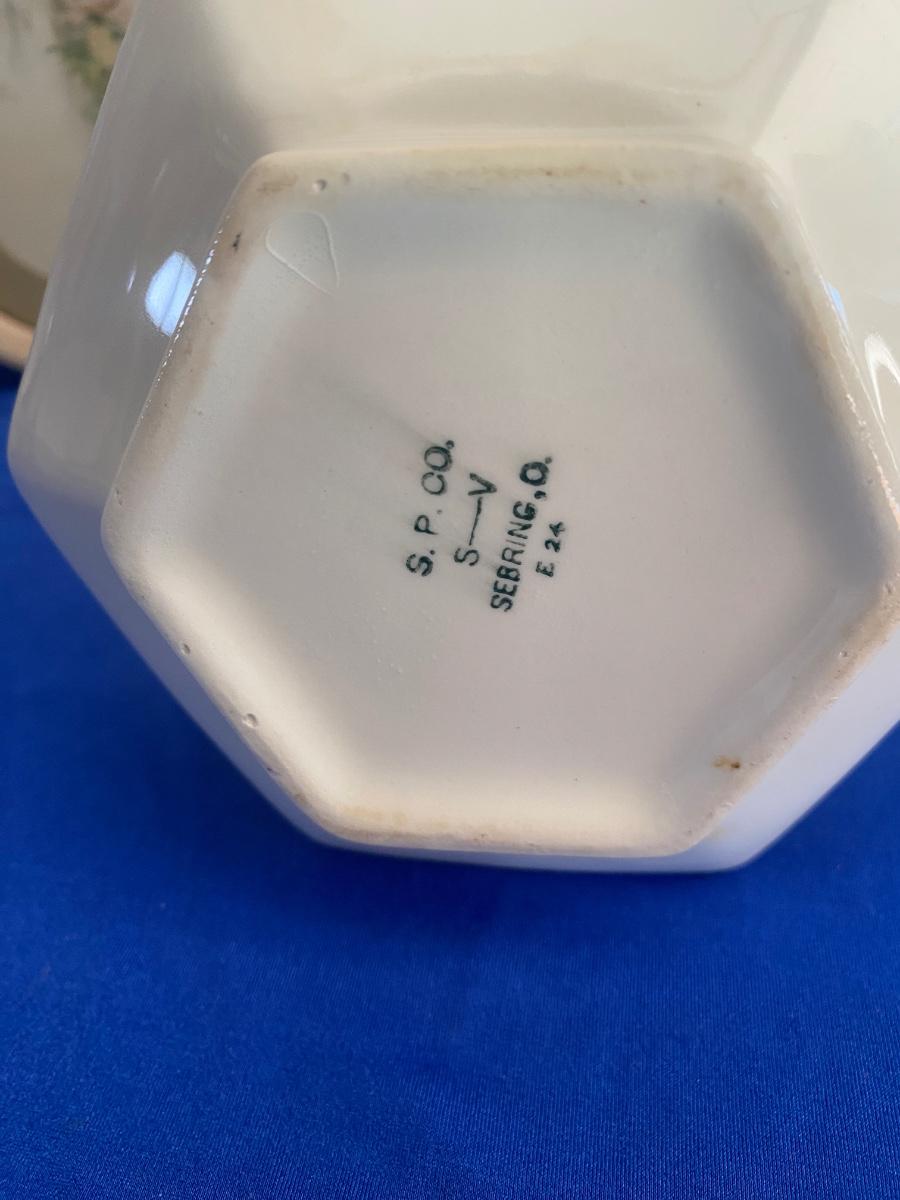 S. P. CO.
S—V
SEBRING, O.
E 24